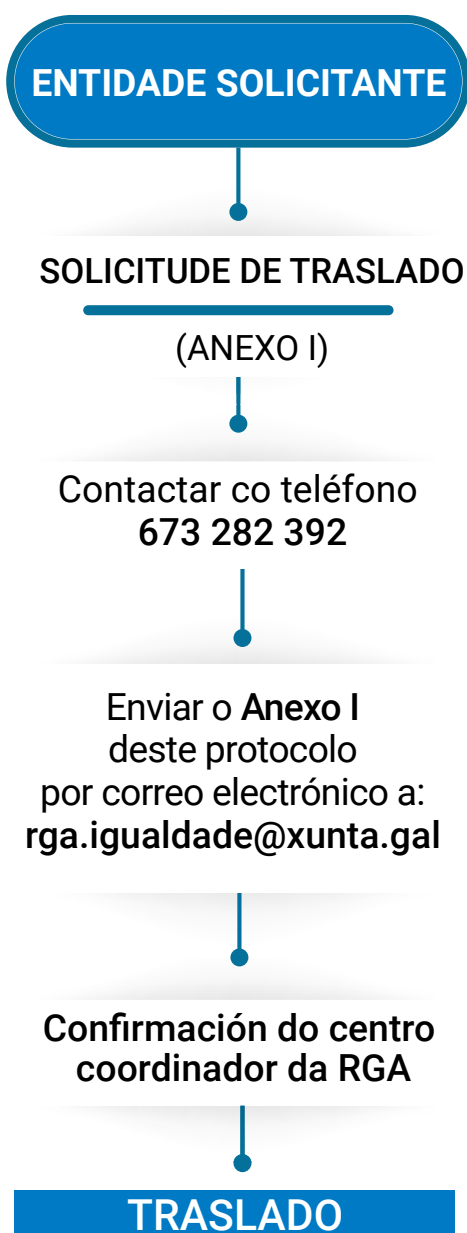 ENTIDADE SOLICITANTE
SOLICITUDE DE TRASLADO
(ANEXO I)
Contactar co teléfono
673 282 392
Enviar o Anexo I
deste protocolo
por correo electrónico a:
rga.igualdade@xunta.gal
Confirmación do centro
coordinador da RGA
TRASLADO